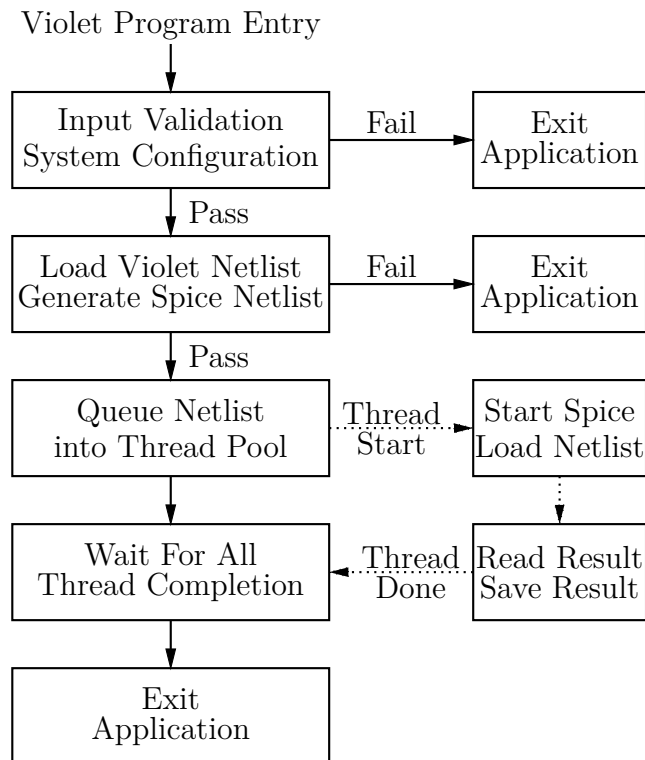 Violet Program Entry
Input Validation
System Configuration
Fail
Exit
Application
Pass
Load Violet Netlist
Generate Spice Netlist
Fail
Exit
Application
Pass
Queue Netlist
into Thread Pool
Thread
Start
Start Spice
Load Netlist
Wait For All
Thread Completion
Thread
Done
Read Result
Save Result
Exit
Application